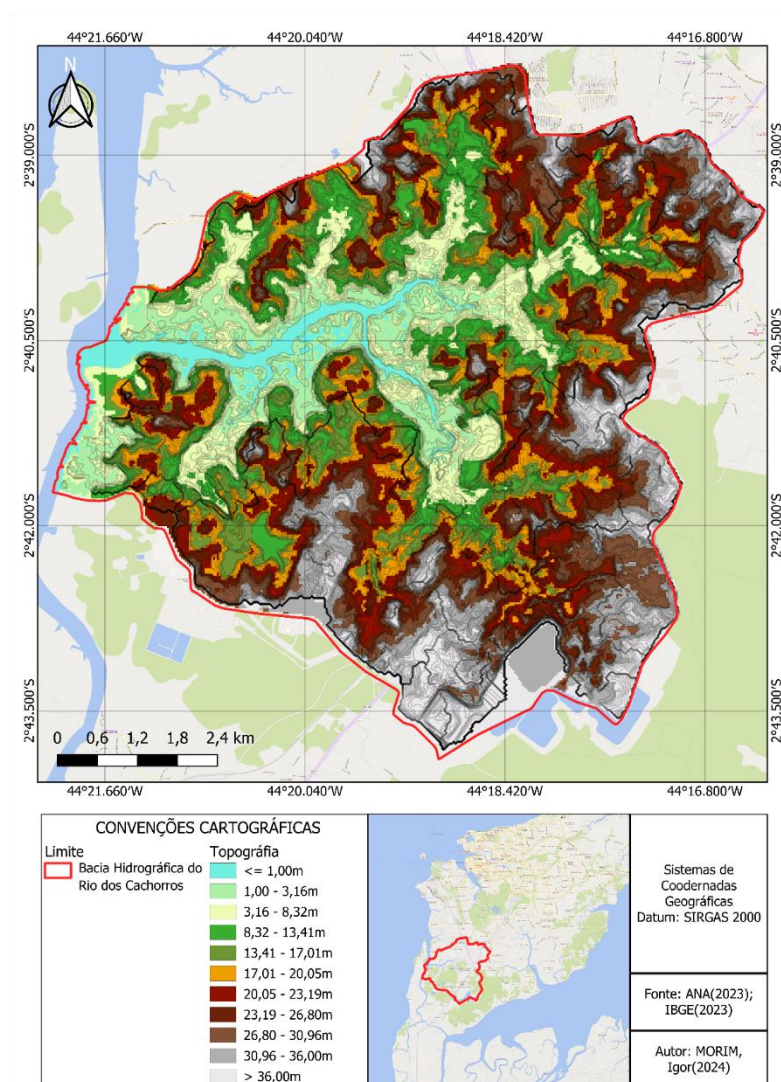 44°21.660'W 44°20.040'W 44°18.420'W 44°16.800'W
N
2°39.000'S 2°39.000'S
2°40.500'S 2°40.500'S
2°42.000'S 2°42.000'S
2°43.500'S 2°43.500'S
0 0,6 1,2 1,8 2,4 km
44°21.660'W 44°20.040'W 44°18.420'W 44°16.800'W
CONVENÇÕES CARTOGRÁFICAS
Limite
Bacia Hidrográfica do
Rio dos Cachorros
Topográfia
<= 1,00m
1,00 - 3,16m
3,16 - 8,32m
8,32 - 13,41m
13,41 - 17,01m
17,01 - 20,05m
20,05 - 23,19m
23,19 - 26,80m
26,80 - 30,96m
30,96 - 36,00m
> 36,00m
Sistemas de
Coodernadas
Geográficas
Datum: SIRGAS 2000
Fonte: ANA(2023);
IBGE(2023)
Autor: MORIM,
Igor(2024)